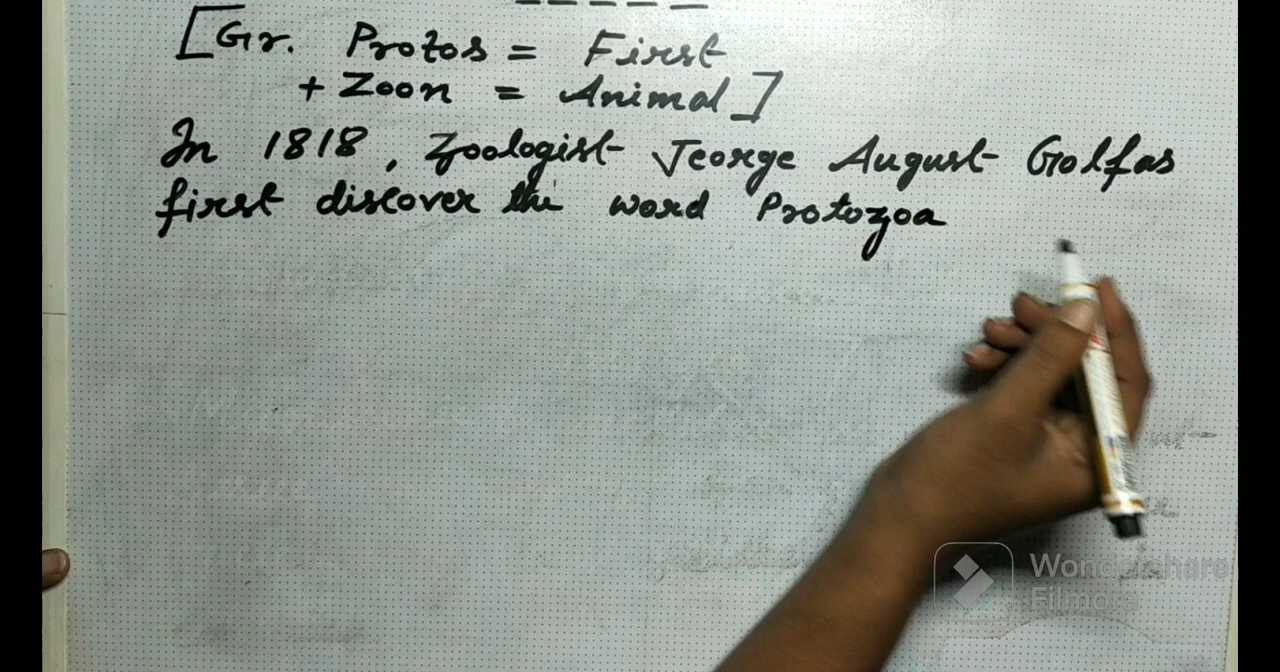 [Gr. Protos = First
+ Zoon = Animal]
In 1818, Zoologist Jeorge August Golfas
first discover the word Protozoa
Wondershare
Filmora